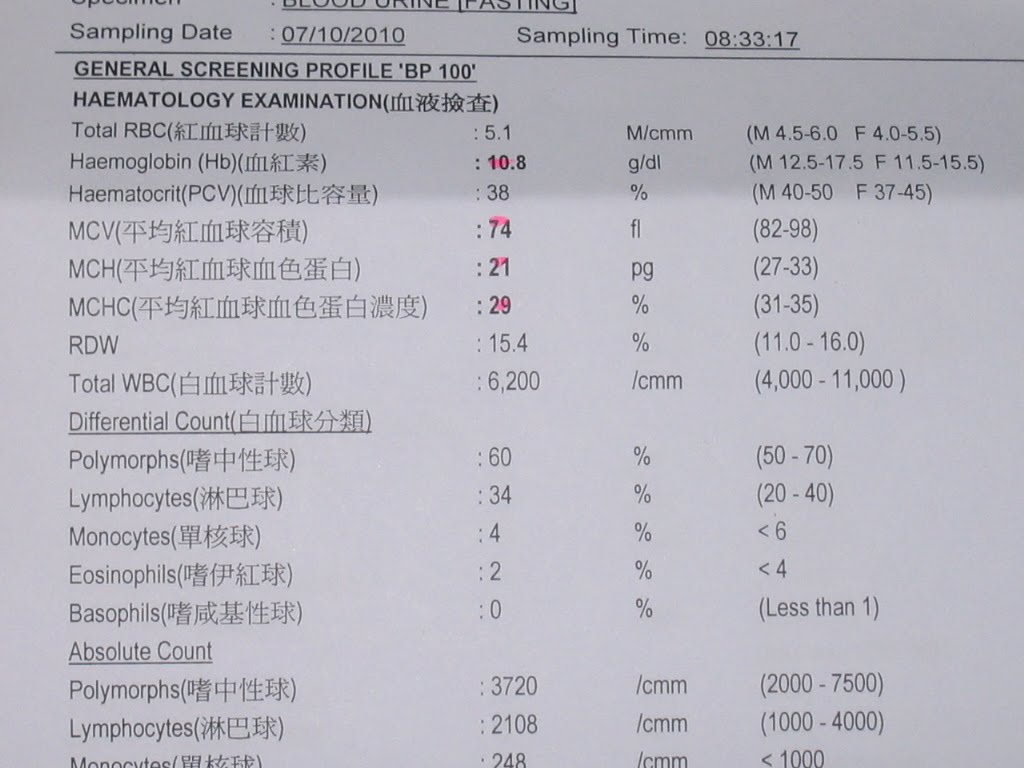 Specimen : BLOOD URINE [FASTING]
Sampling Date : 07/10/2010 Sampling Time: 08:33:17
GENERAL SCREENING PROFILE 'BP 100'
HAEMATOLOGY EXAMINATION(血液撿查)
Total RBC(紅血球計數) : 5.1 M/cmm (M 4.5-6.0 F 4.0-5.5)
Haemoglobin (Hb)(血紅素) : 10.8 g/dl (M 12.5-17.5 F 11.5-15.5)
Haematocrit(PCV)(血球比容量) : 38 % (M 40-50 F 37-45)
MCV(平均紅血球容積) : 74 fl (82-98)
MCH(平均紅血球血色蛋白) : 21 pg (27-33)
MCHC(平均紅血球血色蛋白濃度) : 29 % (31-35)
RDW : 15.4 % (11.0 - 16.0)
Total WBC(白血球計數) : 6,200 /cmm (4,000 - 11,000 )
Differential Count(白血球分類)
Polymorphs(嗜中性球) : 60 % (50 - 70)
Lymphocytes(淋巴球) : 34 % (20 - 40)
Monocytes(單核球) : 4 % < 6
Eosinophils(嗜伊紅球) : 2 % < 4
Basophils(嗜咸基性球) : 0 % (Less than 1)
Absolute Count
Polymorphs(嗜中性球) : 3720 /cmm (2000 - 7500)
Lymphocytes(淋巴球) : 2108 /cmm (1000 - 4000)
Monocytes(單核球) : 248 /cmm < 1000